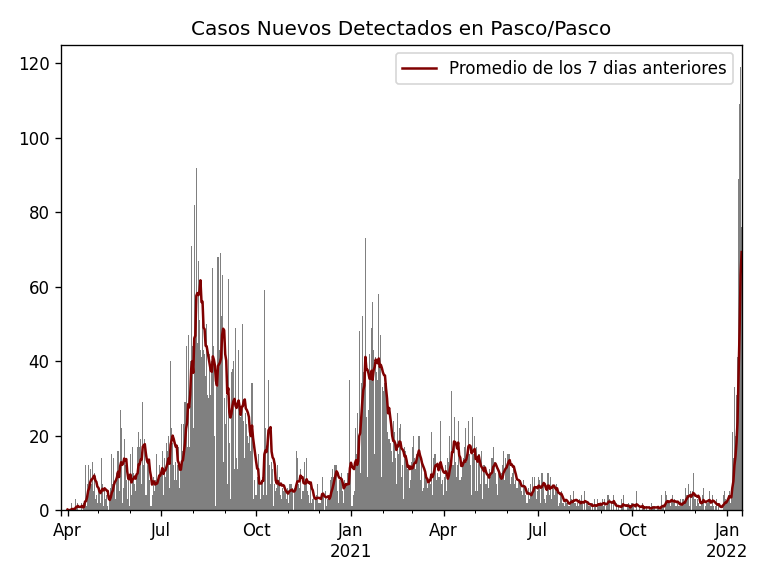 Casos Nuevos Detectados en Pasco/Pasco
Promedio de los 7 dias anteriores
120
100
80
60
40
20
0
Apr Jul Oct Jan Apr Jul Oct Jan
2021 2022